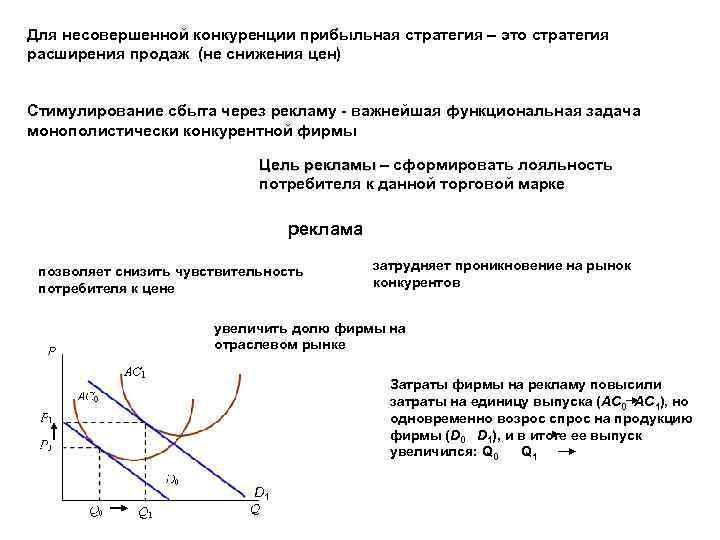 Для несовершенной конкуренции прибыльная стратегия – это стратегия
расширения продаж (не снижения цен)
Стимулирование сбыта через рекламу - важнейшая функциональная задача
монополистически конкурентной фирмы
Цель рекламы – сформировать лояльность
потребителя к данной торговой марке
реклама
позволяет снизить чувствительность
потребителя к цене
затрудняет проникновение на рынок
конкурентов
увеличить долю фирмы на
отраслевом рынке
Затраты фирмы на рекламу повысили
затраты на единицу выпуска (AC0 AC1), но
одновременно возрос спрос на продукцию
фирмы (D0 D1), и в итоге ее выпуск
увеличился: Q0 Q1
P
AC1
AC0
P1
D0
D1
Q0
Q1
Q